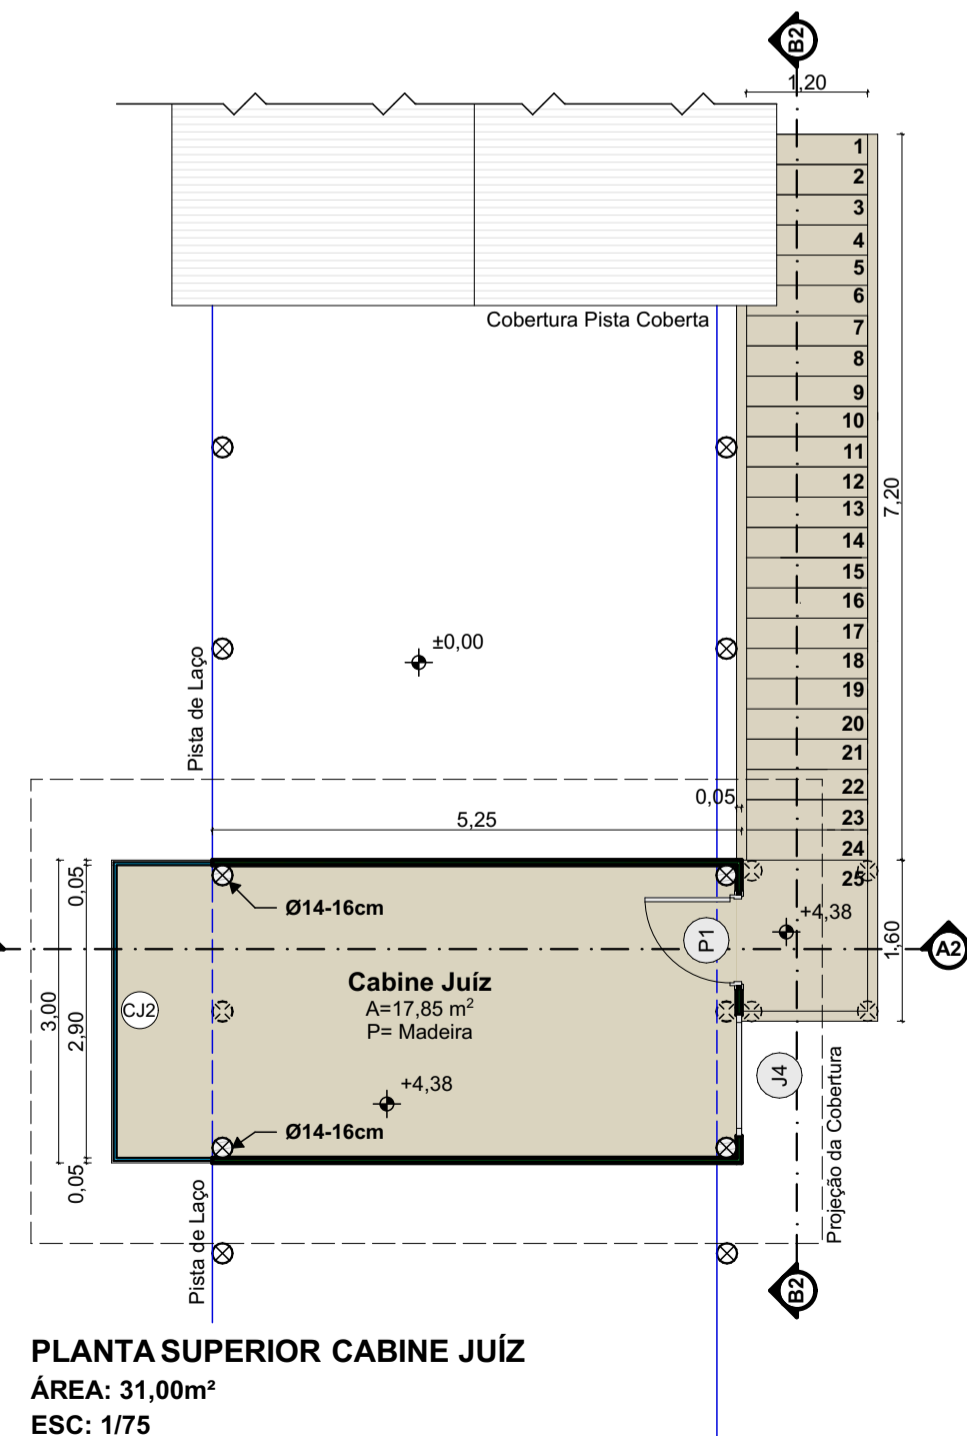 B2
1,20
1
2
3
4
5
6
7
8
9
10
11
12
13
14
15
16
17
18
19
20
21
22
23
24
25
7,20
Cobertura Pista Coberta
±0,00
Pista de Laço
0,05
5,25
0,05
Ø14-16cm
+4,38
P1
1,60
A2
Cabine Juíz
A=17,85 m²
P= Madeira
CJ2
3,00
2,90
+4,38
J4
Ø14-16cm
0,05
Projeção da Cobertura
Pista de Laço
B2
PLANTA SUPERIOR CABINE JUÍZ
ÁREA: 31,00m²
ESC: 1/75